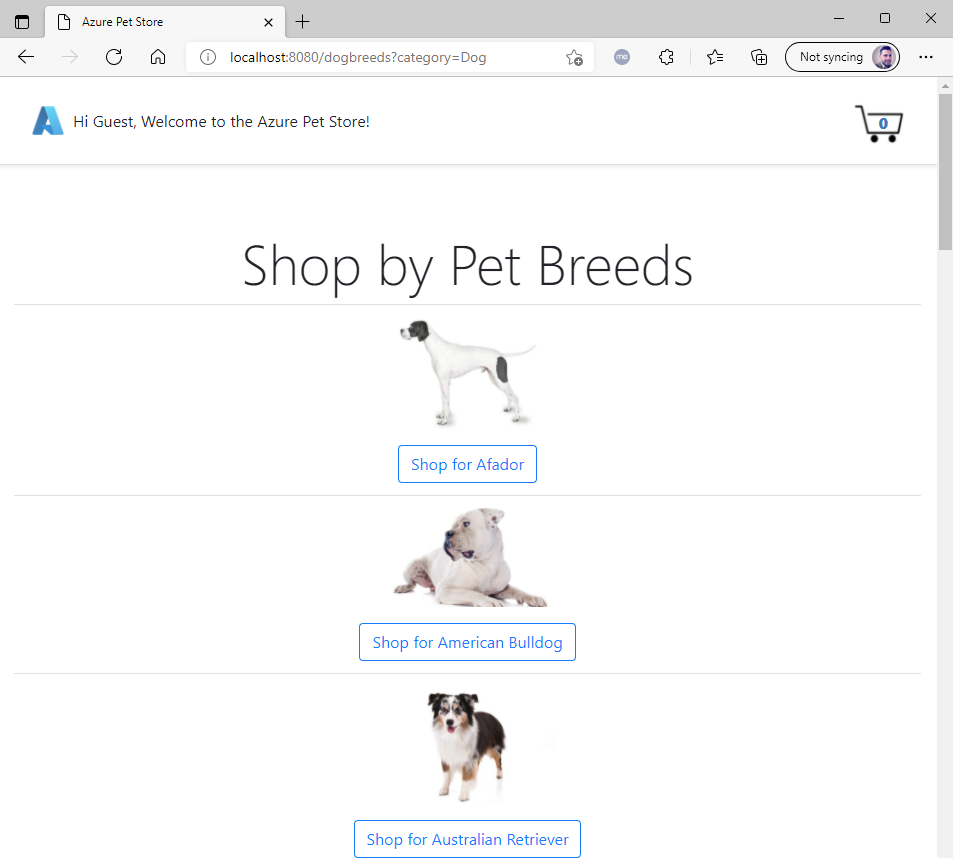 Azure Pet Store
localhost:8080/dogbreeds?category=Dog
me
Not syncing
Hi Guest, Welcome to the Azure Pet Store!
0
Shop by Pet Breeds
Shop for Afador
Shop for American Bulldog
Shop for Australian Retriever